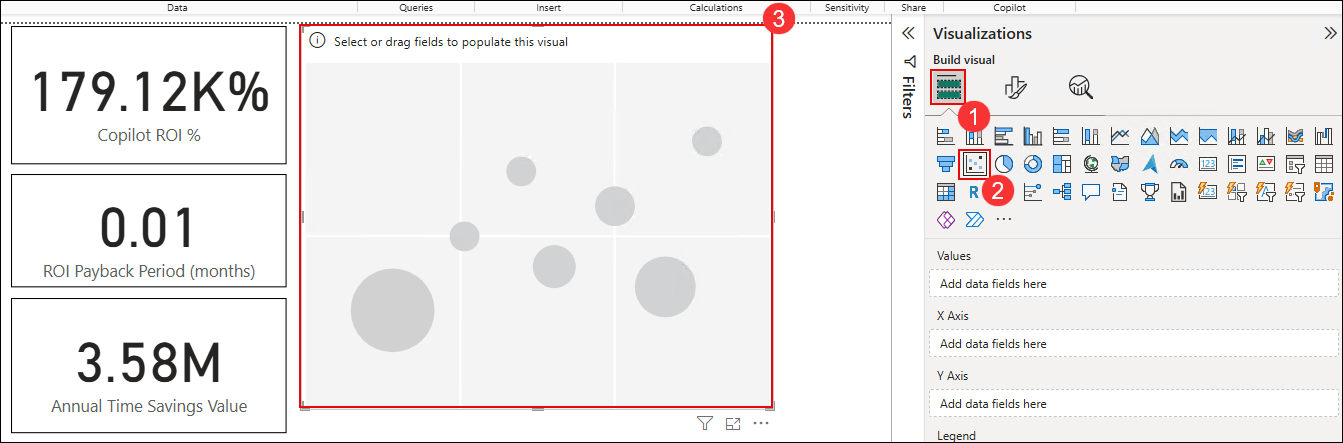 Data
Queries
Insert
Calculations
Sensitivity
Share
Copilot
179.12K%
Copilot ROI %
0.01
ROI Payback Period (months)
3.58M
Annual Time Savings Value
3
Select or drag fields to populate this visual
Filters
Visualizations
Build visual
1
2
123
R
123
Values
Add data fields here
X Axis
Add data fields here
Y Axis
Add data fields here
Legend